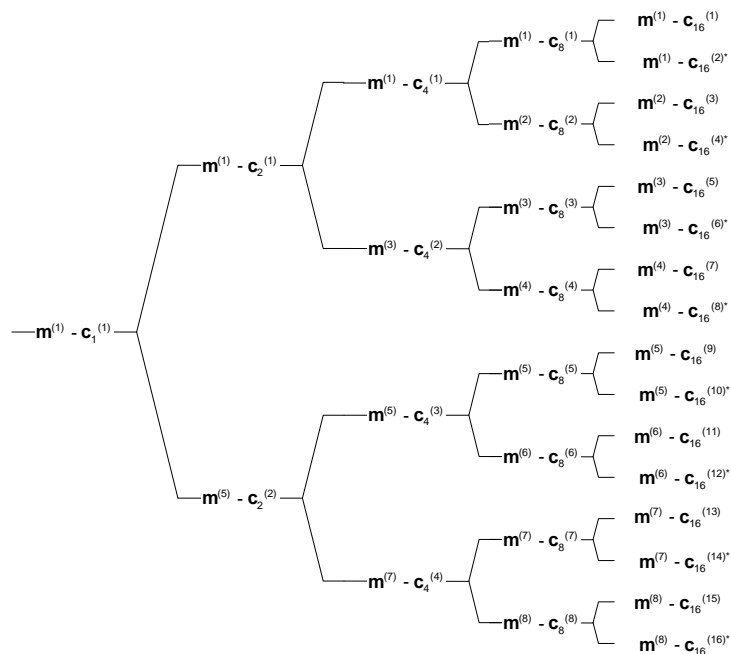 m(1) - c16(1)
m(1) - c8(1)
m(1) - c16(2)*
m(1) - c4(1)
m(2) - c16(3)
m(2) - c8(2)
m(2) - c16(4)*
m(1) - c2(1)
m(3) - c16(5)
m(3) - c8(3)
m(3) - c16(6)*
m(3) - c4(2)
m(4) - c16(7)
m(4) - c8(4)
m(4) - c16(8)*
m(1) - c1(1)
m(5) - c16(9)
m(5) - c8(5)
m(5) - c16(10)*
m(5) - c4(3)
m(6) - c16(11)
m(6) - c8(6)
m(6) - c16(12)*
m(5) - c2(2)
m(7) - c16(13)
m(7) - c8(7)
m(7) - c16(14)*
m(7) - c4(4)
m(8) - c16(15)
m(8) - c8(8)
m(8) - c16(16)*